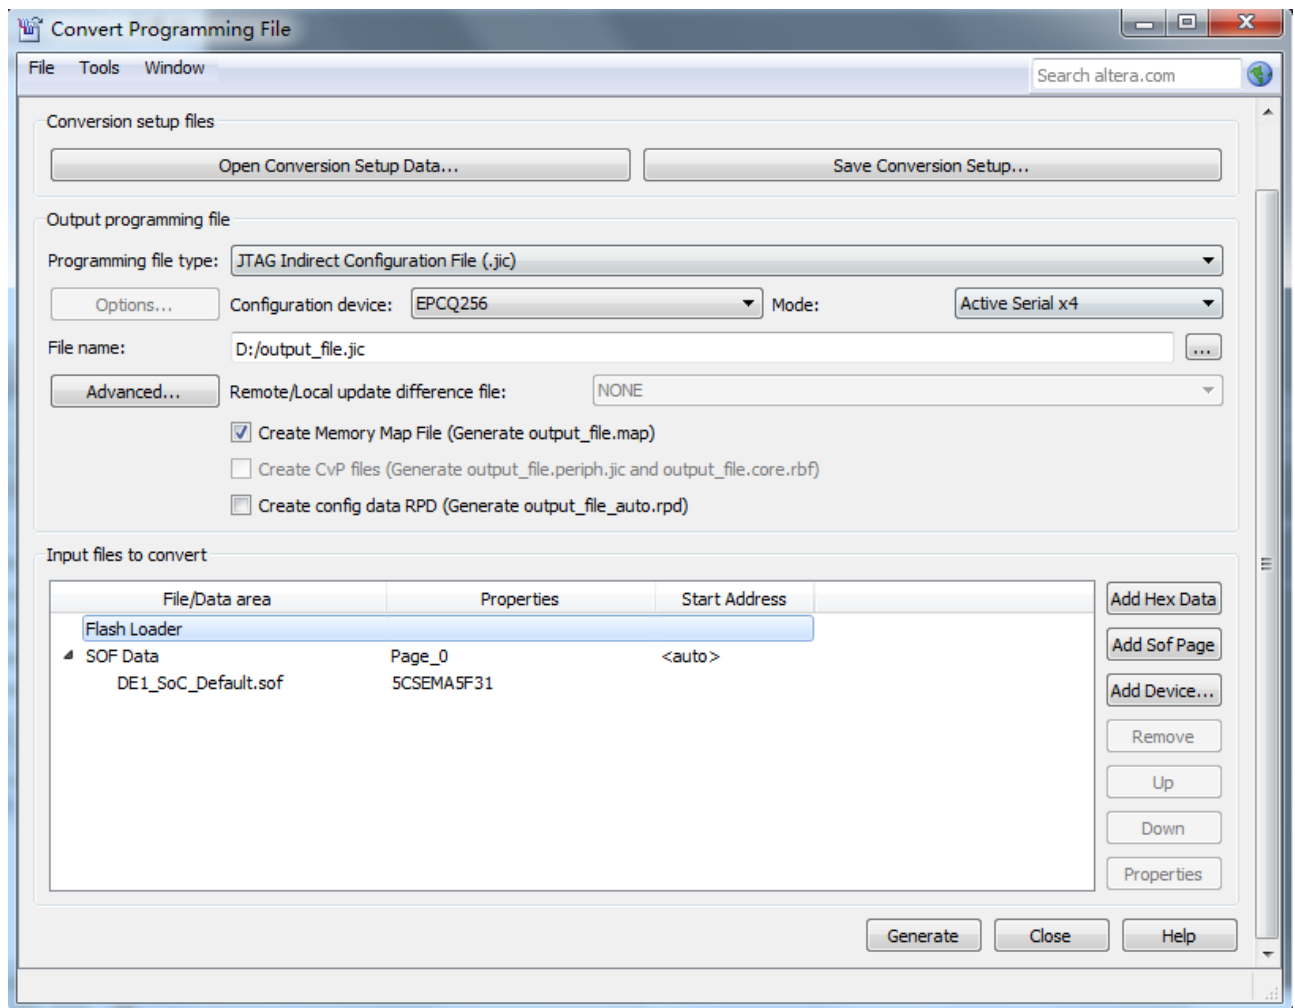 Convert Programming File
File Tools Window Search altera.com
Conversion setup files
Open Conversion Setup Data... Save Conversion Setup...
Output programming file
Programming file type: JTAG Indirect Configuration File (.jic)
Options... Configuration device: EPCQ256 Mode: Active Serial x4
File name: D:/output_file.jic ...
Advanced... Remote/Local update difference file: NONE
Create Memory Map File (Generate output_file.map)
Create CvP files (Generate output_file.periph.jic and output_file.core.rbf)
Create config data RPD (Generate output_file_auto.rpd)
Input files to convert
File/Data area Properties Start Address
Flash Loader
SOF Data Page_0 <auto>
DE1_SoC_Default.sof 5CSEMA5F31
Add Hex Data
Add Sof Page
Add Device...
Remove
Up
Down
Properties
Generate Close Help